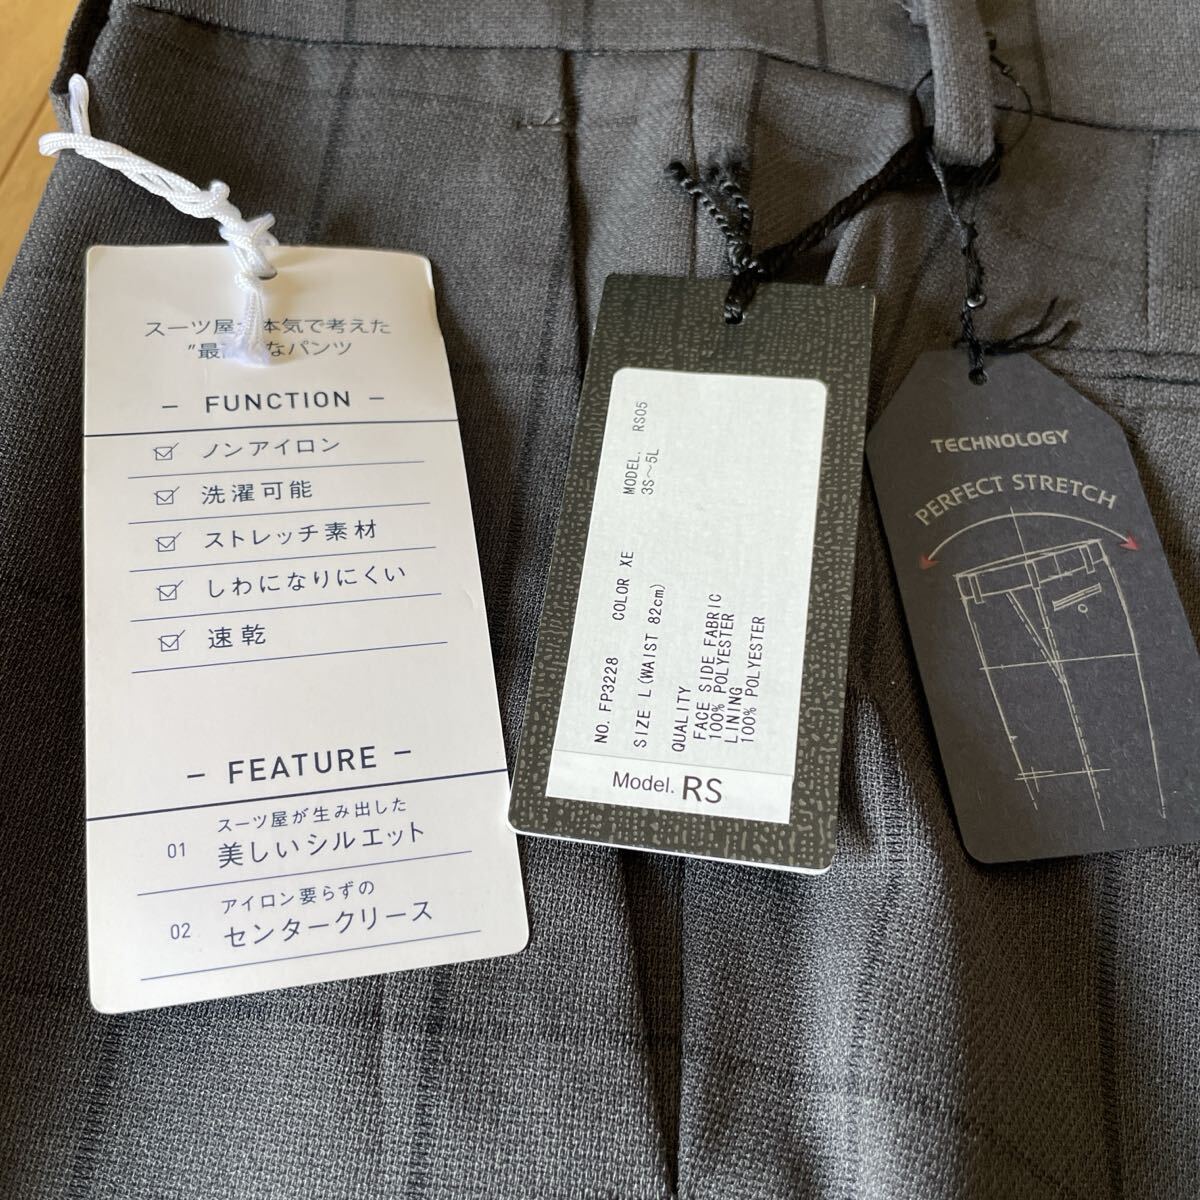 スーツ屋 本気で考えた
"最 なパンツ
- FUNCTION -
ノンアイロン
洗濯可能
ストレッチ素材
しわになりにくい
速乾
- FEATURE -
01 スーツ屋が生み出した
美しいシルエット
02 アイロン要らずの
センタークリース
MODEL. RS05
3S～5L
NO. FP3228 COLOR XE
SIZE L(WAIST 82cm)
QUALITY
FACE SIDE FABRIC
100% POLYESTER
LINING
100% POLYESTER
Model. RS
TECHNOLOGY
PERFECT STRETCH